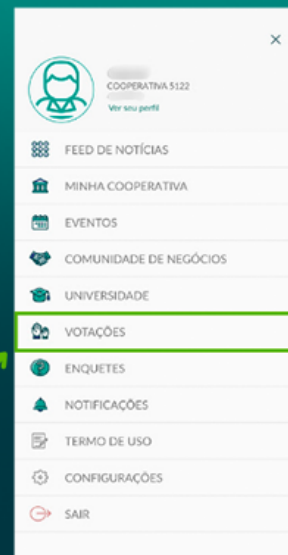 COOPERATIVA 5122
Ver seu perfil
FEED DE NOTÍCIAS
MINHA COOPERATIVA
EVENTOS
COMUNIDADE DE NEGÓCIOS
UNIVERSIDADE
VOTAÇÕES
ENQUETES
NOTIFICAÇÕES
TERMO DE USO
CONFIGURAÇÕES
SAIR